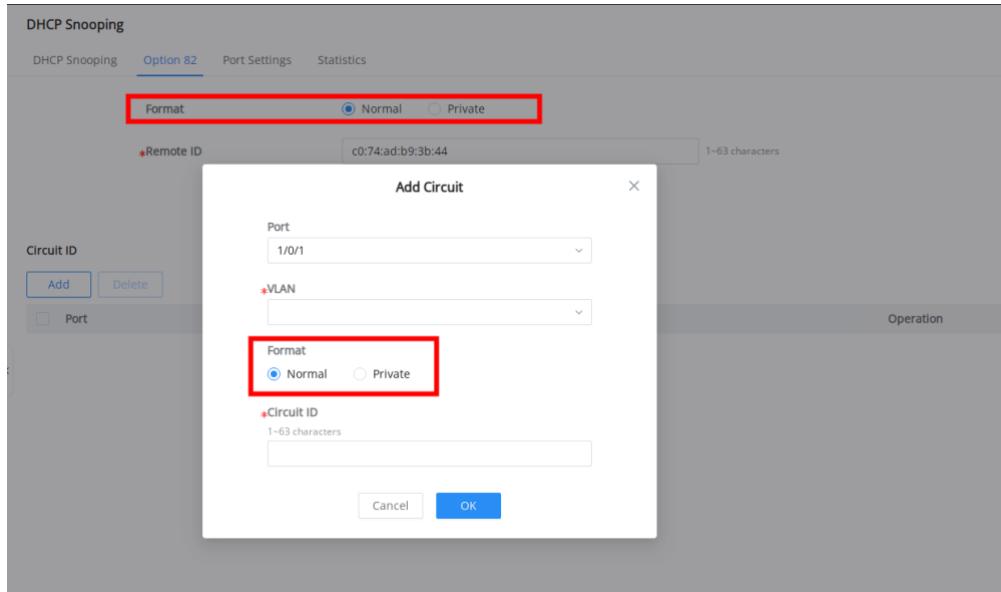 DHCP Snooping
DHCP Snooping Option 82 Port Settings Statistics
Format Normal Private
*Remote ID c0:74:ad:b9:3b:44 1~63 characters
Add Circuit
Port
1/0/1
Circuit ID
Add Delete
*VLAN
Port Operation
Format
Normal Private
*Circuit ID
1~63 characters
Cancel OK